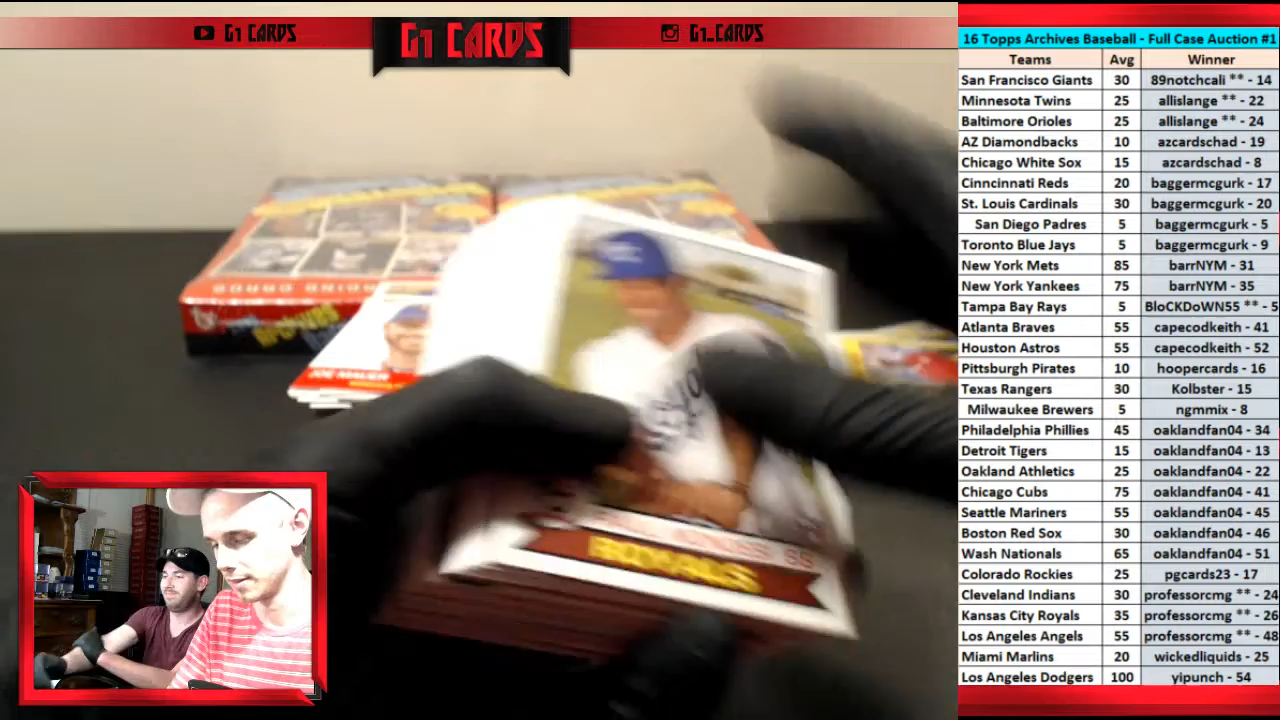 G1 CARDS
G1 CARDS
G1_CARDS
JOE MAUER
ROYALS
16 Topps Archives Baseball - Full Case Auction #1
Teams Avg Winner
San Francisco Giants 30 89notchcali ** - 14
Minnesota Twins 25 allislange ** - 22
Baltimore Orioles 25 allislange ** - 24
AZ Diamondbacks 10 azcardschad - 19
Chicago White Sox 15 azcardschad - 8
Cinncinnati Reds 20 baggermcgurk - 17
St. Louis Cardinals 30 baggermcgurk - 20
San Diego Padres 5 baggermcgurk - 5
Toronto Blue Jays 5 baggermcgurk - 9
New York Mets 85 barrNYM - 31
New York Yankees 75 barrNYM - 35
Tampa Bay Rays 5 BloCKDoWN55 ** - 5
Atlanta Braves 55 capecodkeith - 41
Houston Astros 55 capecodkeith - 52
Pittsburgh Pirates 10 hoopercards - 16
Texas Rangers 30 Kolbster - 15
Milwaukee Brewers 5 ngmmix - 8
Philadelphia Phillies 45 oaklandfan04 - 34
Detroit Tigers 15 oaklandfan04 - 13
Oakland Athletics 25 oaklandfan04 - 22
Chicago Cubs 75 oaklandfan04 - 41
Seattle Mariners 55 oaklandfan04 - 45
Boston Red Sox 30 oaklandfan04 - 46
Wash Nationals 65 oaklandfan04 - 51
Colorado Rockies 25 pgcards23 - 17
Cleveland Indians 30 professorcmg ** - 24
Kansas City Royals 35 professorcmg ** - 26
Los Angeles Angels 55 professorcmg ** - 48
Miami Marlins 20 wickedliquids - 25
Los Angeles Dodgers 100 yipunch - 54